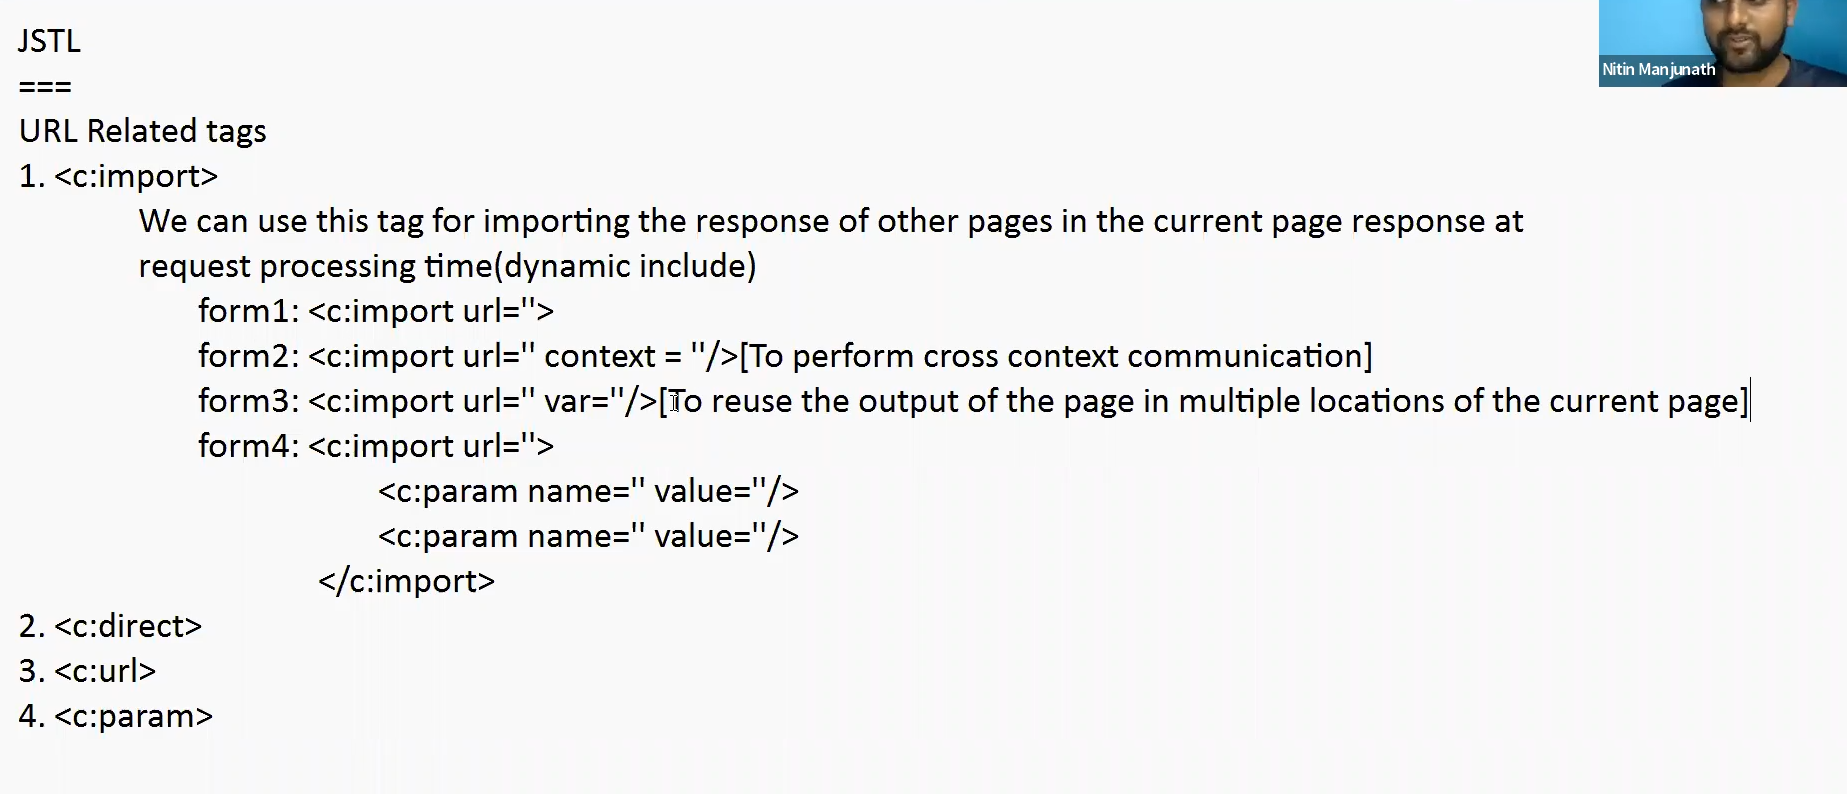 JSTL
===
URL Related tags
1. <c:import>
We can use this tag for importing the response of other pages in the current page response at
request processing time(dynamic include)
form1: <c:import url=''>
form2: <c:import url='' context = ''/>[To perform cross context communication]
form3: <c:import url='' var=''/>[To reuse the output of the page in multiple locations of the current page]
form4: <c:import url=''>
<c:param name='' value=''/>
<c:param name='' value=''/>
</c:import>
2. <c:direct>
3. <c:url>
4. <c:param>
Nitin Manjunath